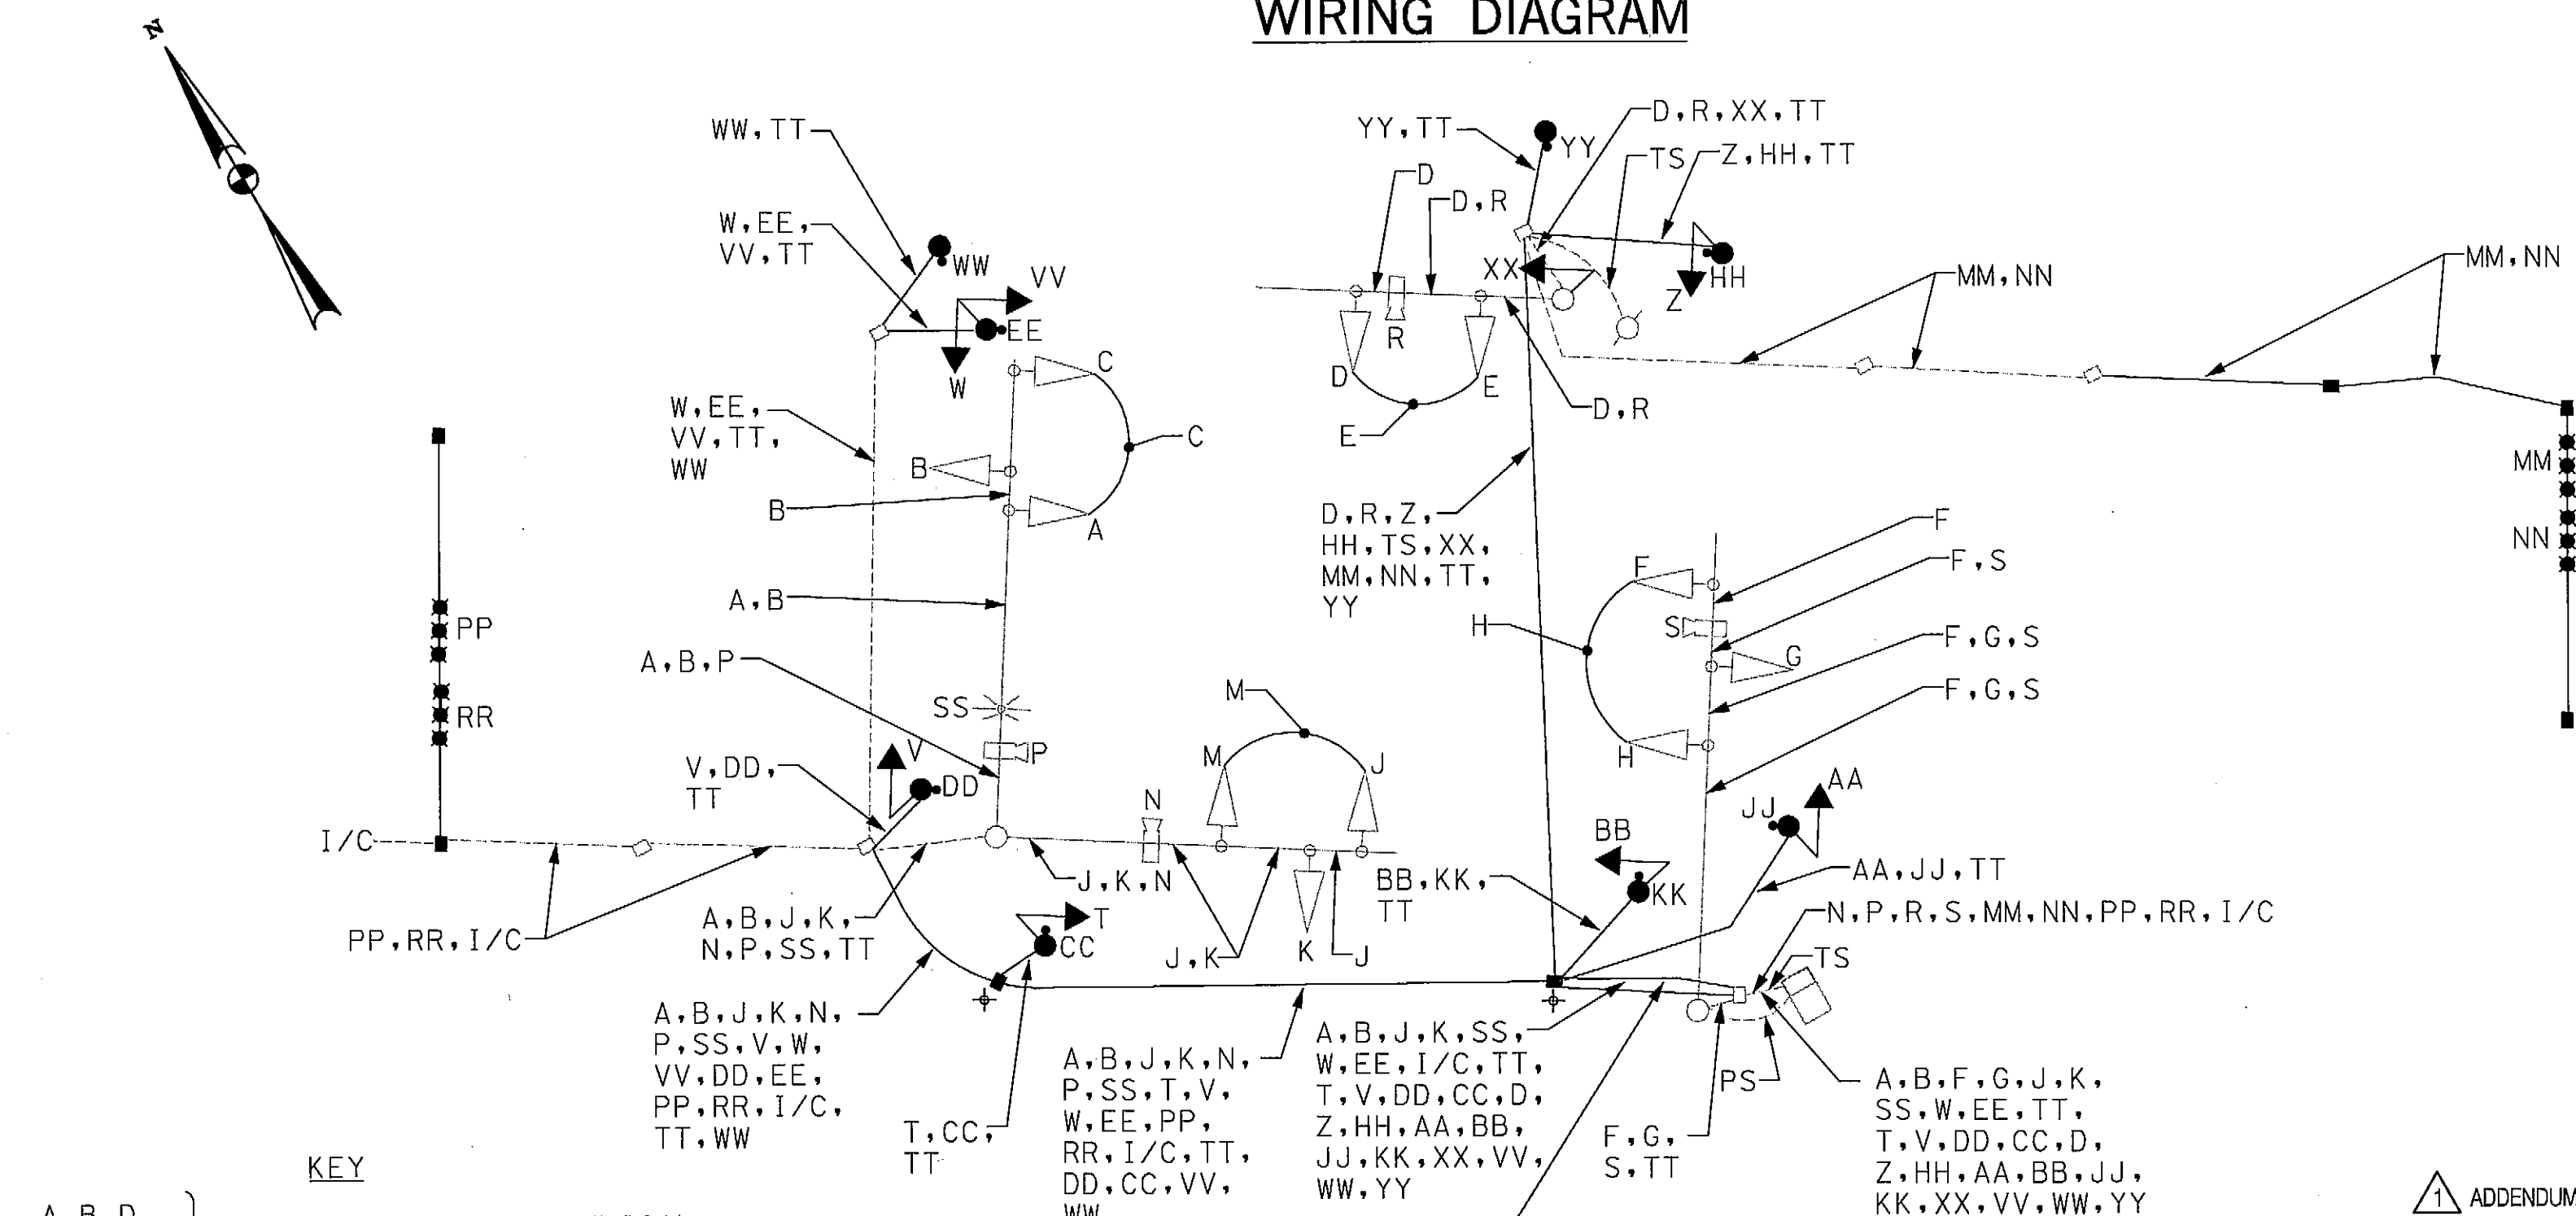 WIRING DIAGRAM
N
WW,TT
YY,TT
D,R,XX,TT
YY
TS
Z,HH,TT
D
D,R
W,EE,
VV,TT
WW
VV
EE
W
XX
HH
Z
R
MM,NN
MM,NN
D
E
C
D,R
E
W,EE,
VV,TT,
WW
B
C
B
A
MM
NN
D,R,Z,
HH,TS,XX,
MM,NN,TT,
YY
F
F
F,S
A,B
H
S
F,G,S
PP
A,B,P
G
F,G,S
M
RR
SS
M
V
P
H
J
V,DD,
TT
DD
N
AA
JJ
BB
I/C
J,K,N
BB,KK,
TT
KK
AA,JJ,TT
A,B,J,K,
N,P,SS,TT
T
N,P,R,S,MM,NN,PP,RR,I/C
PP,RR,I/C
CC
J,K
K
J
TS
A,B,J,K,N,
P,SS,V,W,
VV,DD,EE,
PP,RR,I/C,
TT,WW
T,CC,
TT
A,B,J,K,N,
P,SS,T,V,
W,EE,PP,
RR,I/C,TT,
DD,CC,VV,
WW
A,B,J,K,SS,
W,EE,I/C,TT,
T,V,DD,CC,D,
Z,HH,AA,BB,
JJ,KK,XX,VV,
WW,YY
F,G,
S,TT
PS
A,B,F,G,J,K,
SS,W,EE,TT,
T,V,DD,CC,D,
Z,HH,AA,BB,JJ,
KK,XX,VV,WW,YY
KEY
A,B,D
1 ADDENDUM